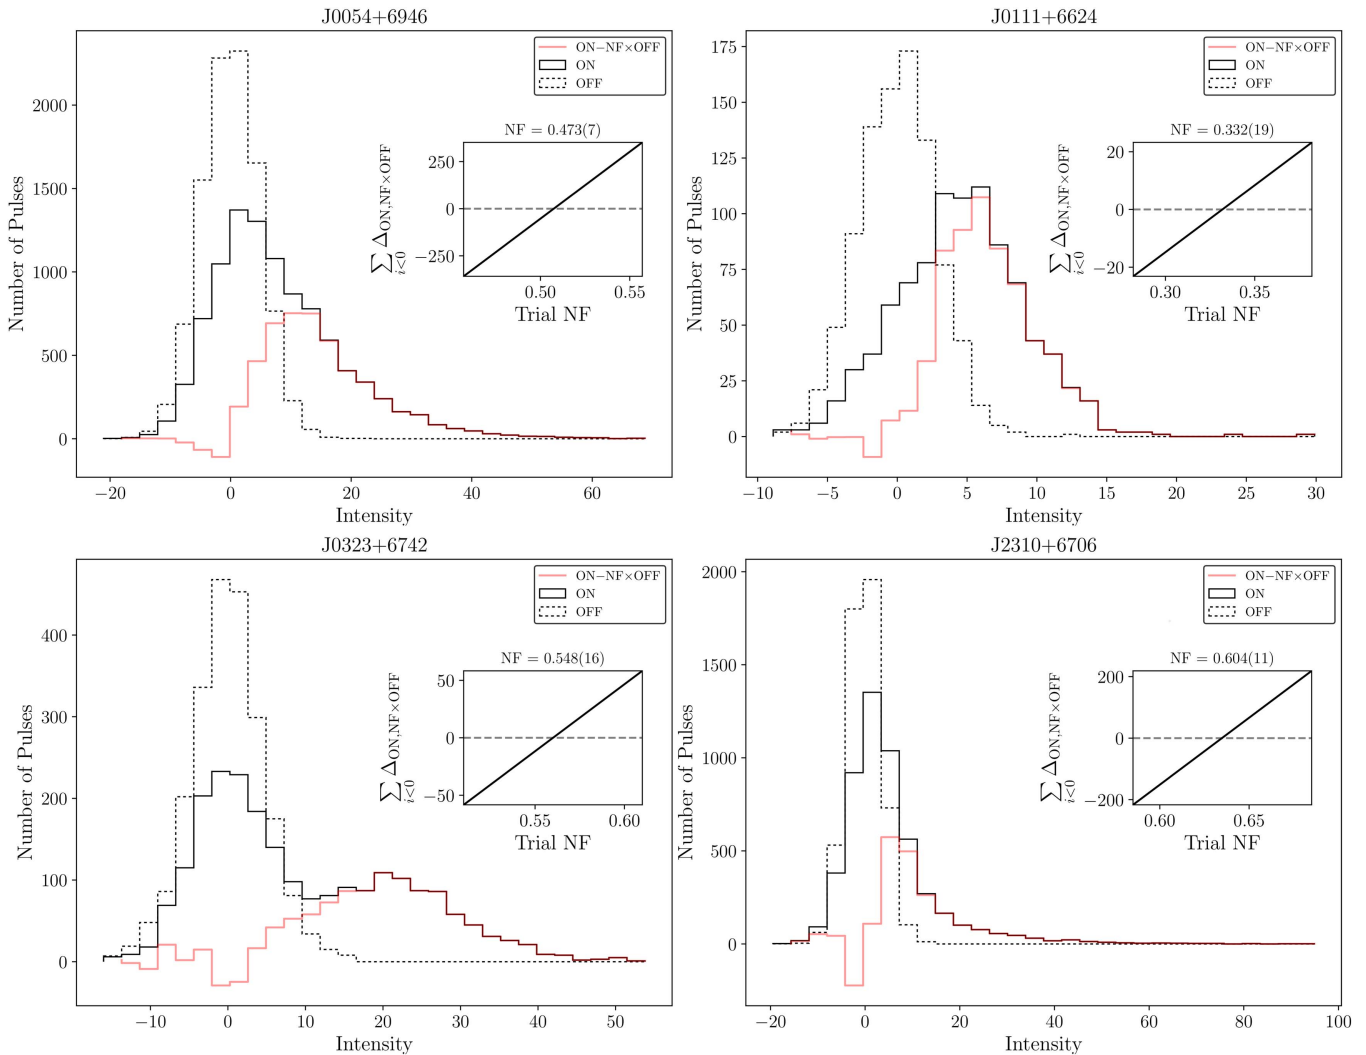 J0054+6946
ON−NF×OFF
ON
OFF
NF = 0.473(7)
250
0
−250
∑ Δ_{ON,NF×OFF}
i<0
0.50 0.55
Trial NF
2000
1500
1000
500
0
Number of Pulses
−20 0 20 40 60
Intensity
J0111+6624
ON−NF×OFF
ON
OFF
NF = 0.332(19)
20
0
−20
∑ Δ_{ON,NF×OFF}
i<0
0.30 0.35
Trial NF
175
150
125
100
75
50
25
0
Number of Pulses
−10 −5 0 5 10 15 20 25 30
Intensity
J0323+6742
ON−NF×OFF
ON
OFF
NF = 0.548(16)
50
0
−50
∑ Δ_{ON,NF×OFF}
i<0
0.55 0.60
Trial NF
400
300
200
100
0
Number of Pulses
−10 0 10 20 30 40 50
Intensity
J2310+6706
ON−NF×OFF
ON
OFF
NF = 0.604(11)
200
0
−200
∑ Δ_{ON,NF×OFF}
i<0
0.60 0.65
Trial NF
2000
1500
1000
500
0
Number of Pulses
−20 0 20 40 60 80 100
Intensity